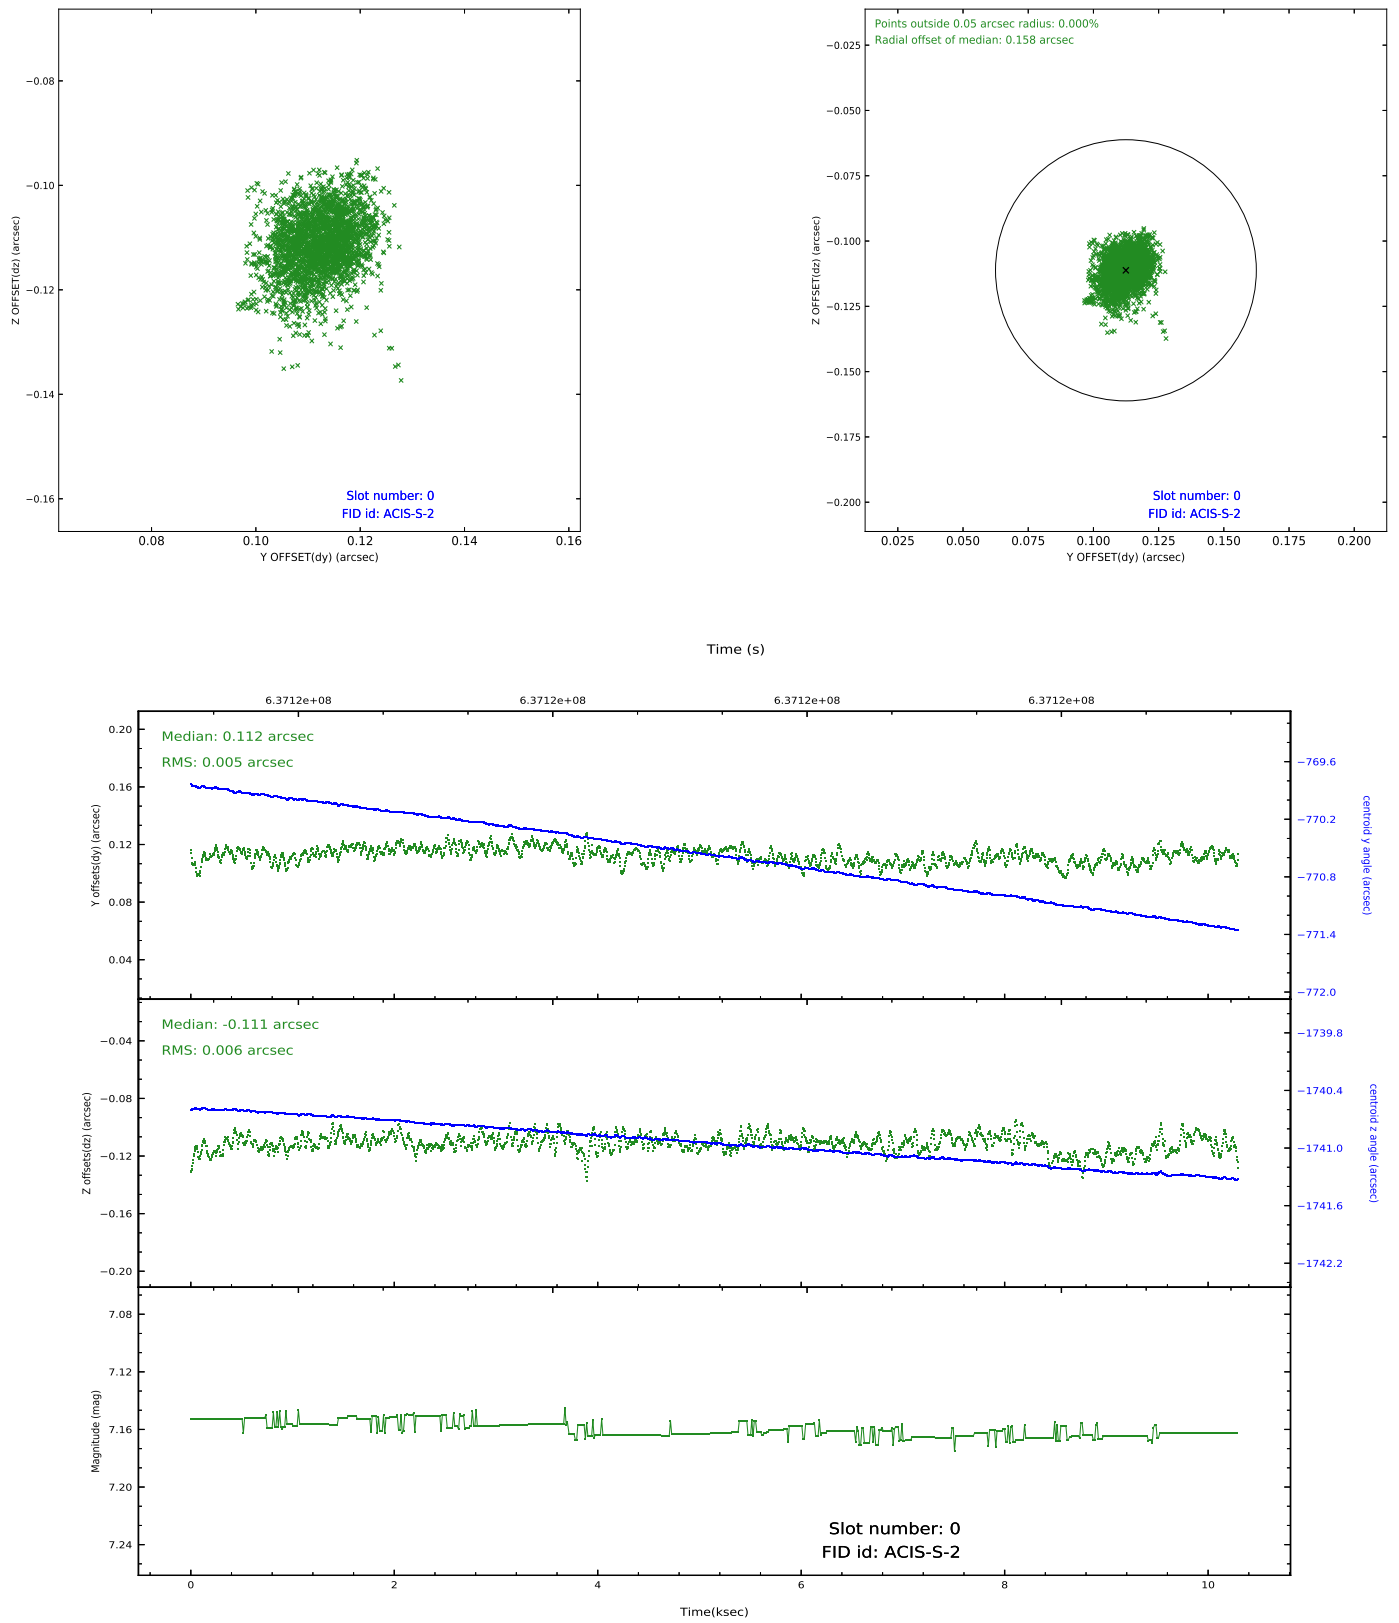 −0.08
−0.10
−0.12
−0.14
−0.16
Z OFFSET(dz) (arcsec)
Slot number: 0
FID id: ACIS-S-2
0.08 0.10 0.12 0.14 0.16
Y OFFSET(dy) (arcsec)
Points outside 0.05 arcsec radius: 0.000%
Radial offset of median: 0.158 arcsec
−0.025
−0.050
−0.075
−0.100
−0.125
−0.150
−0.175
−0.200
Z OFFSET(dz) (arcsec)
Slot number: 0
FID id: ACIS-S-2
0.025 0.050 0.075 0.100 0.125 0.150 0.175 0.200
Y OFFSET(dy) (arcsec)
Time (s)
6.3712e+08 6.3712e+08 6.3712e+08 6.3712e+08
Median: 0.112 arcsec
RMS: 0.005 arcsec
0.20
0.16
0.12
0.08
0.04
Y offsets(dy) (arcsec)
−769.6
−770.2
−770.8
−771.4
−772.0
centroid y angle (arcsec)
Median: -0.111 arcsec
RMS: 0.006 arcsec
−0.04
−0.08
−0.12
−0.16
−0.20
Z offsets(dz) (arcsec)
−1739.8
−1740.4
−1741.0
−1741.6
−1742.2
centroid z angle (arcsec)
7.08
7.12
7.16
7.20
7.24
Magnitude (mag)
Slot number: 0
FID id: ACIS-S-2
0 2 4 6 8 10
Time(ksec)